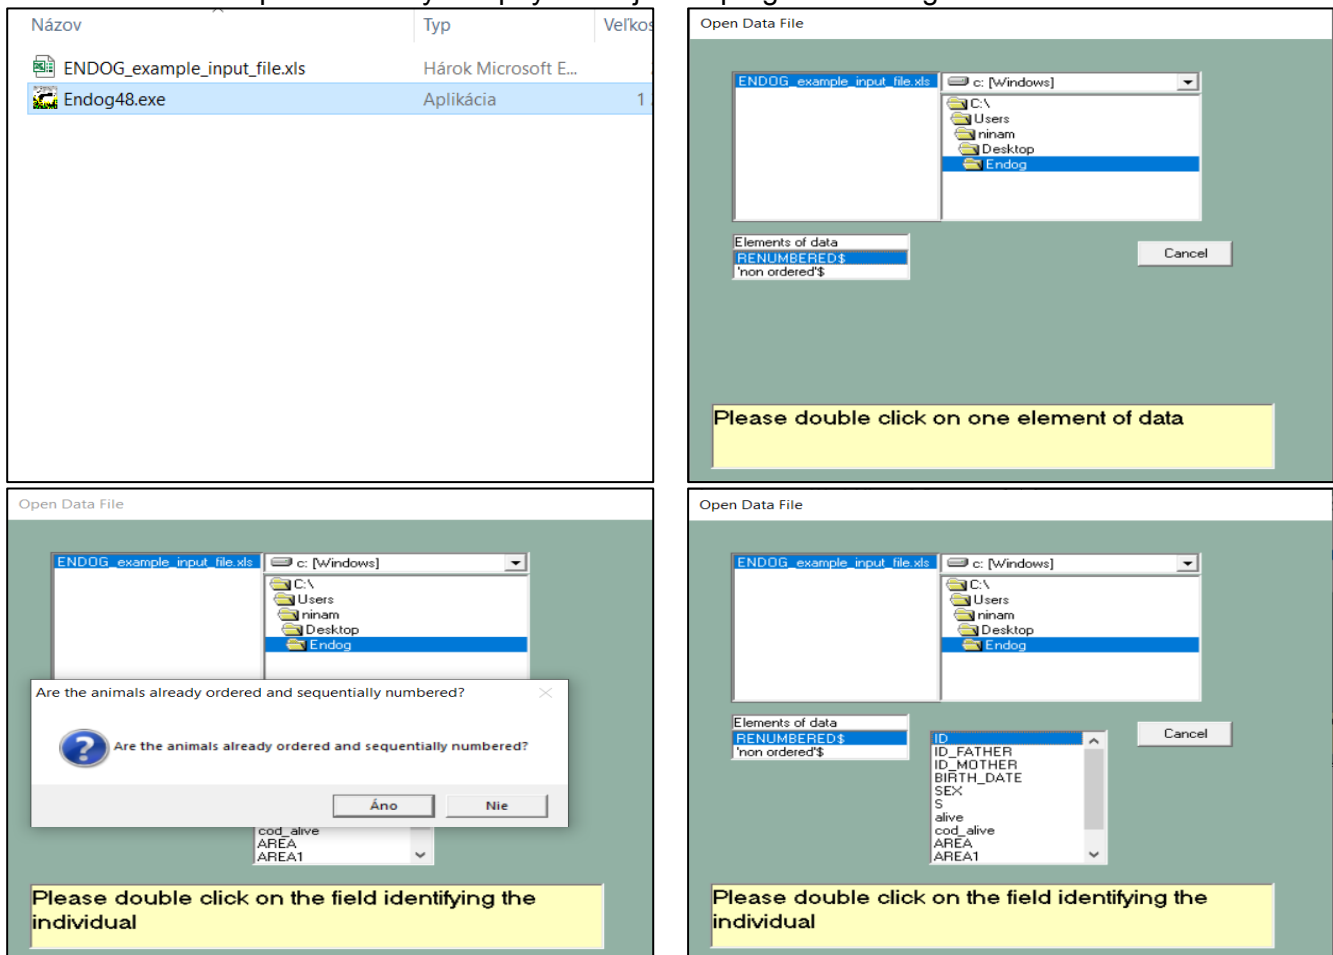 Názov Typ Veľkos
ENDOG_example_input_file.xls Hárok Microsoft E...
Endog48.exe Aplikácia 1
Open Data File
ENDOG_example_input_file.xls c: [Windows]
C:\
Users
ninam
Desktop
Endog
Elements of data
RENUMBERED$
'non ordered'$
Cancel
Please double click on one element of data
Open Data File
ENDOG_example_input_file.xls c: [Windows]
C:\
Users
ninam
Desktop
Endog
Are the animals already ordered and sequentially numbered?
Are the animals already ordered and sequentially numbered?
Áno Nie
cod_alive
AREA
AREA1
Please double click on the field identifying the
individual
Open Data File
ENDOG_example_input_file.xls c: [Windows]
C:\
Users
ninam
Desktop
Endog
Elements of data
RENUMBERED$
'non ordered'$
ID
ID_FATHER
ID_MOTHER
BIRTH_DATE
SEX
S
alive
cod_alive
AREA
AREA1
Cancel
Please double click on the field identifying the
individual